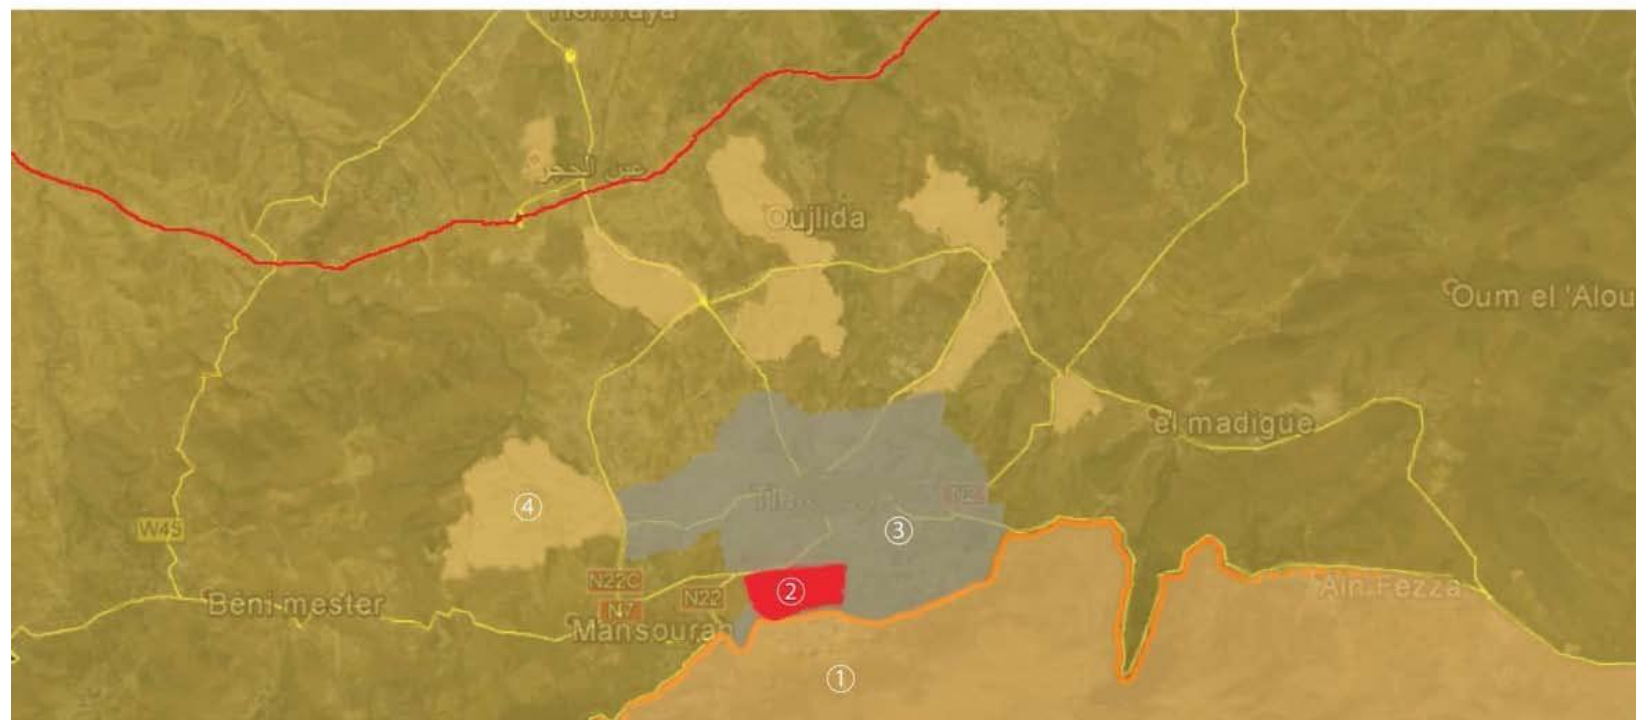 عين الحجر
Oujlida
Oum el 'Alou
el madigue
④
N22
③
W45
N22C
②
N7
N22
Beni mester
Mansourah
Ain Fezza
①